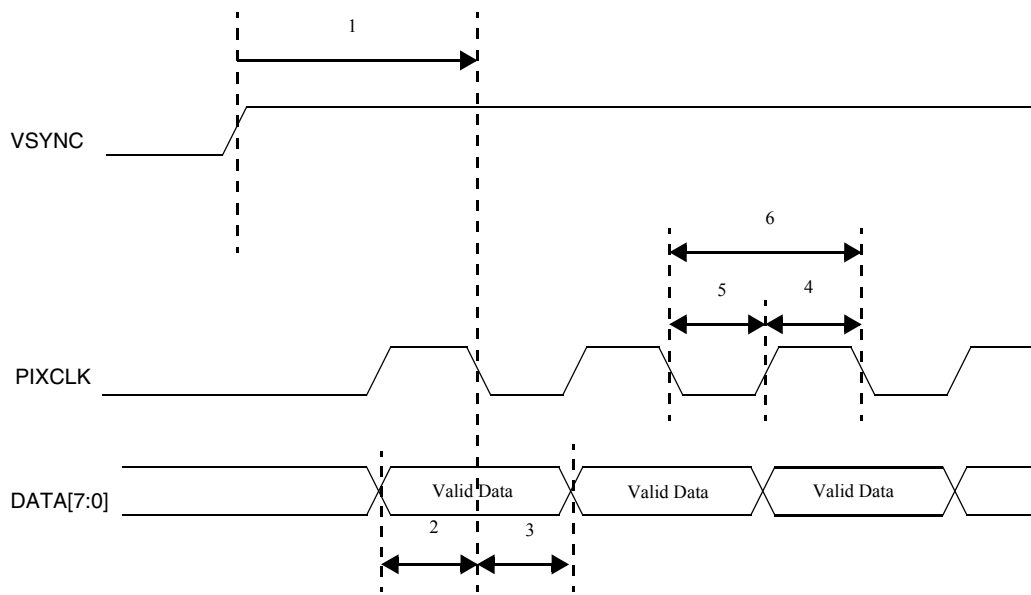 1
VSYNC
6
5 4
PIXCLK
DATA[7:0] Valid Data Valid Data Valid Data
2 3